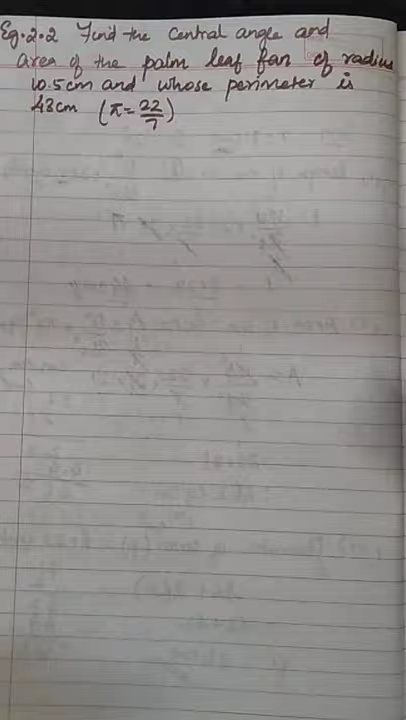 Eg.2.2 Find the central angle and
area of the palm leaf fan of radius
10.5cm and whose perimeter is
43cm (π = 22/7)